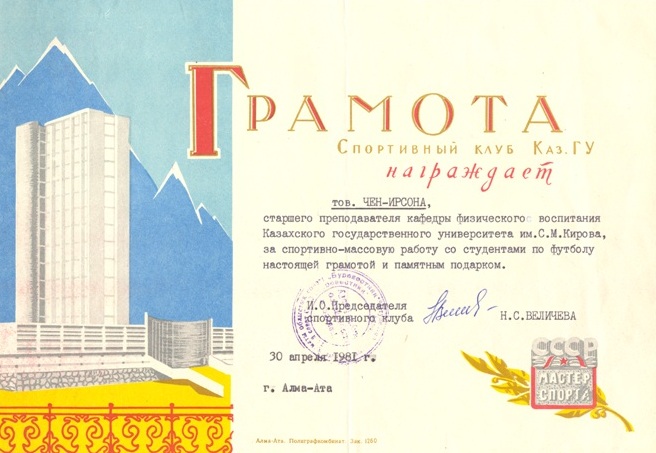 ГРАМОТА
СПОРТИВНЫЙ КЛУБ КАЗ.ГУ
награждает
тов. ЧЕН-ИРСОНА,
старшего преподавателя кафедры физического воспитания
Казахского государственного университета им.С.М.Кирова,
за спортивно-массовую работу со студентами по футболу
настоящей грамотой и памятным подарком.
И.О.Председателя
спортивного клуба
Н.С.ВЕЛИЧЕВА
30 апреля 1981 г.
г. Алма-Ата
СССР
МАСТЕР
СПОРТА
Алма-Ата. Полиграфкомбинат. Зак. 1260